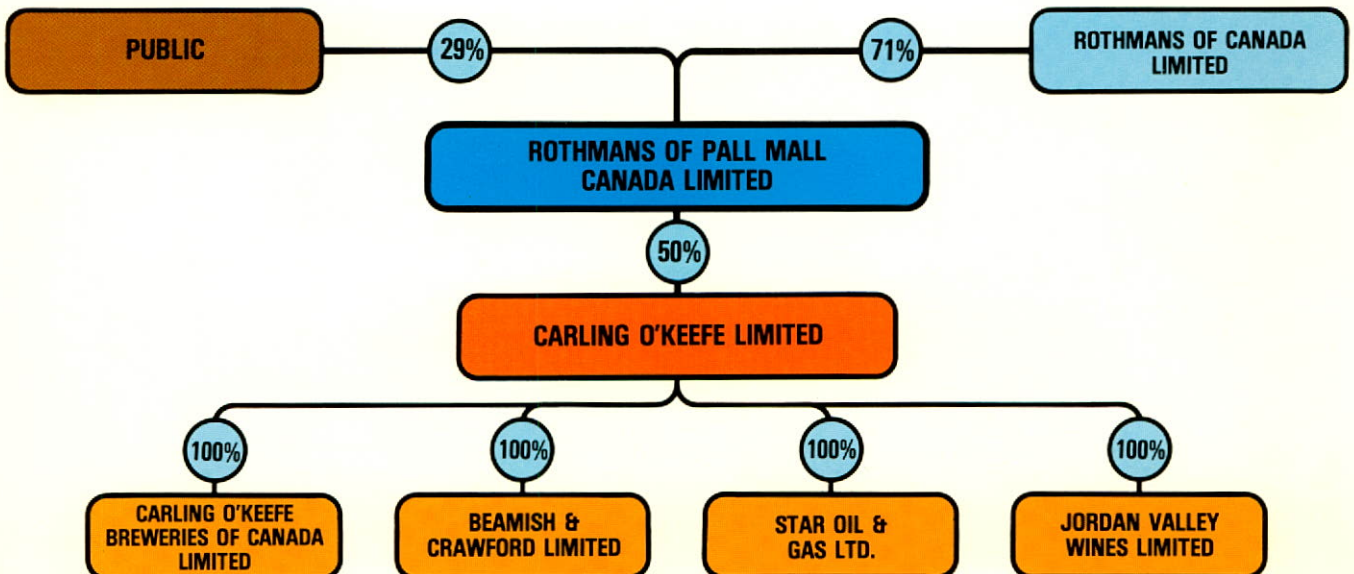 PUBLIC
29%
71%
ROTHMANS OF CANADA
LIMITED
ROTHMANS OF PALL MALL
CANADA LIMITED
50%
CARLING O'KEEFE LIMITED
100%
100%
100%
100%
CARLING O'KEEFE
BREWERIES OF CANADA
LIMITED
BEAMISH &
CRAWFORD LIMITED
STAR OIL &
GAS LTD.
JORDAN VALLEY
WINES LIMITED